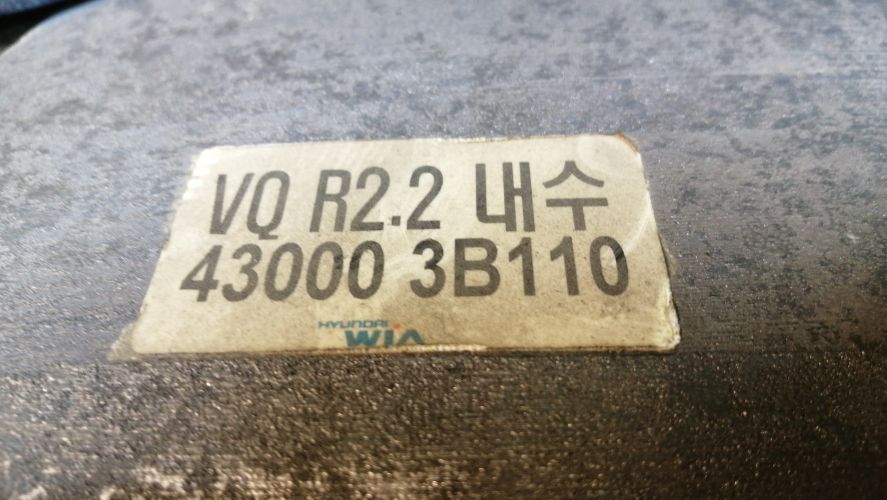 VQ R2.2 내수
43000 3B110
HYUNDAI
WIA